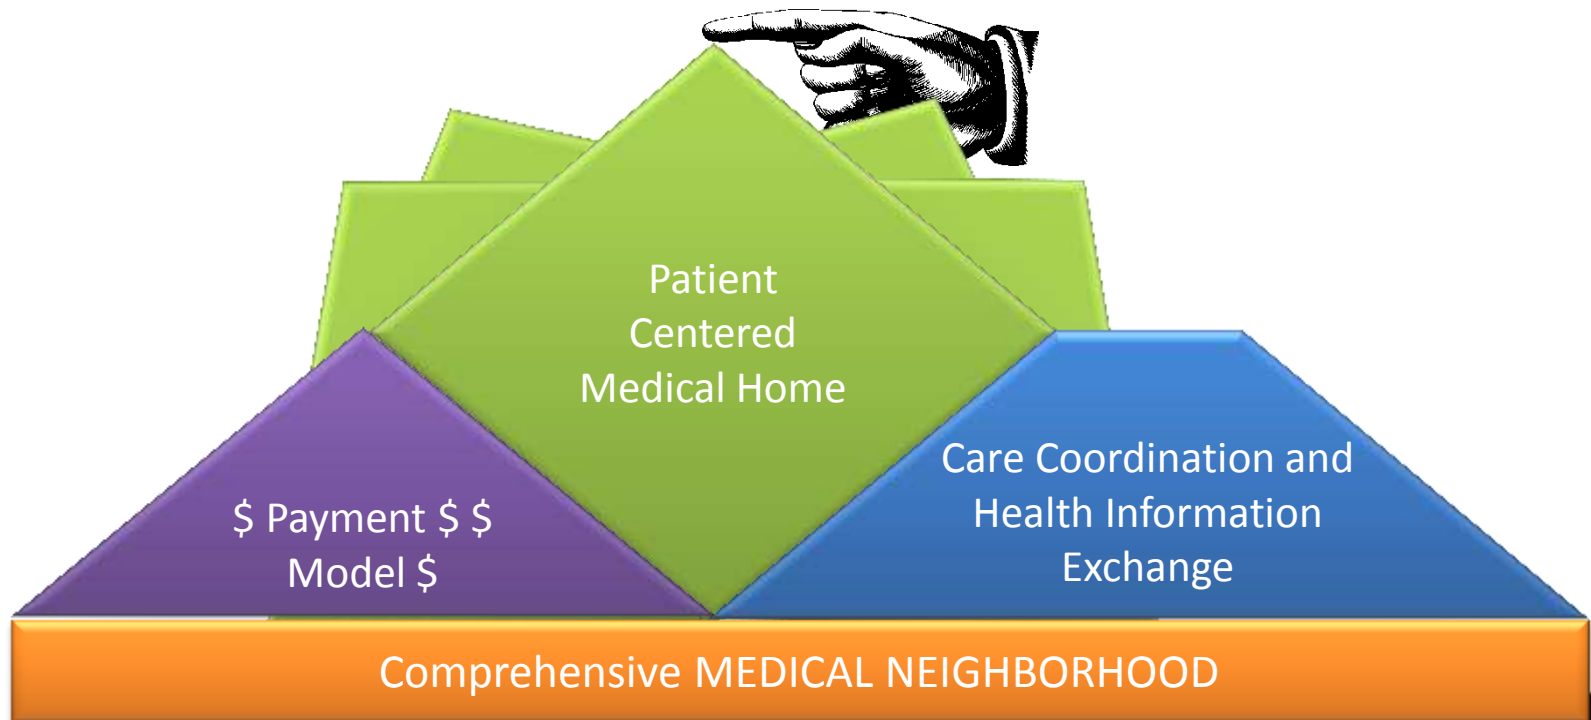 Patient
Centered
Medical Home
$ Payment $ $
Model $
Care Coordination and
Health Information
Exchange
Comprehensive MEDICAL NEIGHBORHOOD